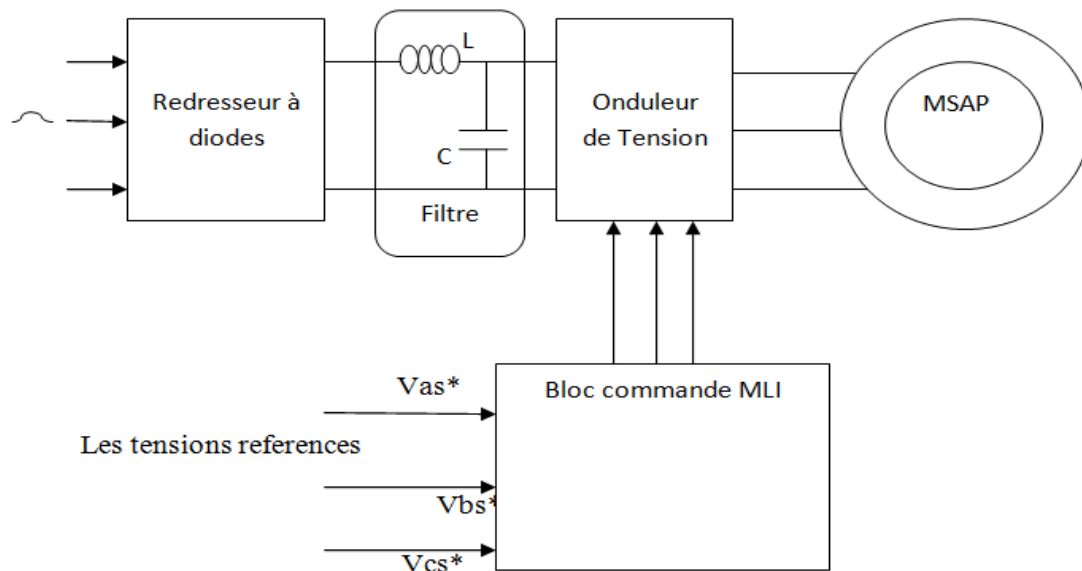 Redresseur à
diodes
L
C
Filtre
Onduleur
de Tension
MSAP
Vas*
Les tensions references
Vbs*
Vcs*
Bloc commande MLI